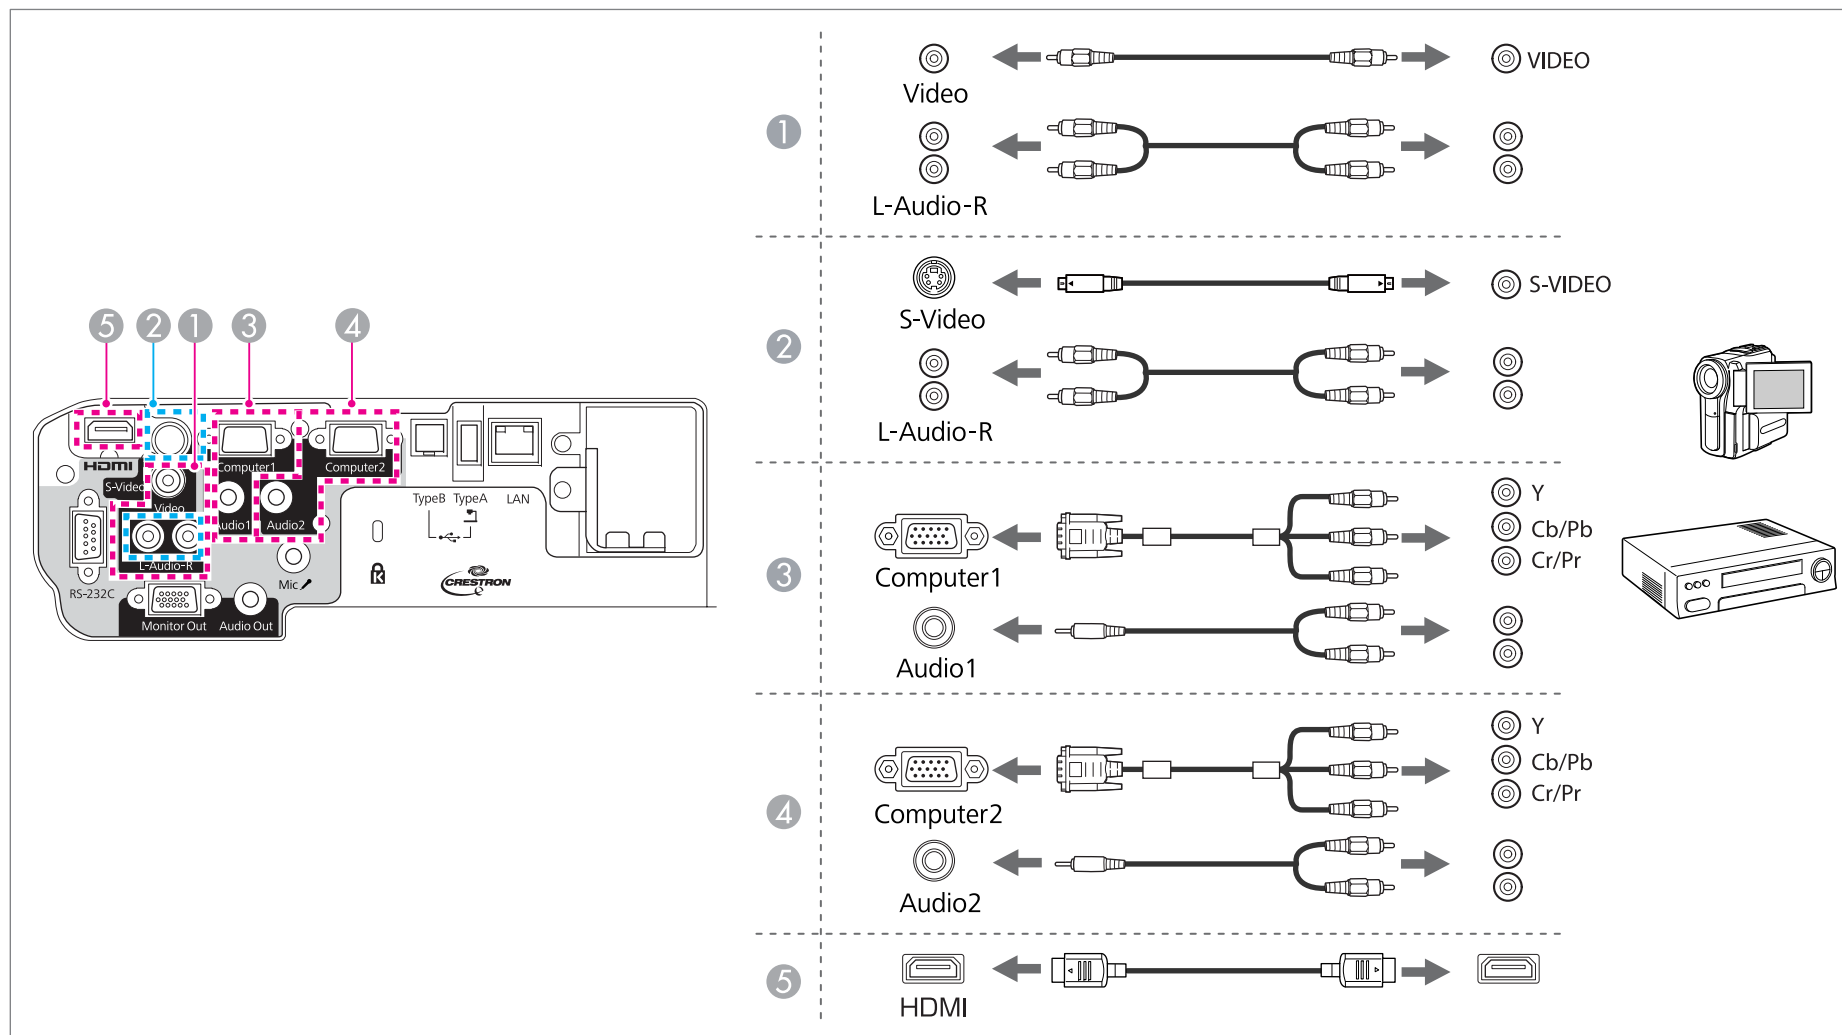 5 2 1 3 4
HDMI
S-Video
Video
L-Audio-R
Computer1
Computer2
Audio1
Audio2
TypeB TypeA LAN
RS-232C
Mic
K
CRESTRON
Monitor Out Audio Out
1
Video
VIDEO
L-Audio-R
2
S-Video
S-VIDEO
L-Audio-R
3
Computer1
Y
Cb/Pb
Cr/Pr
Audio1
4
Computer2
Y
Cb/Pb
Cr/Pr
Audio2
5
HDMI